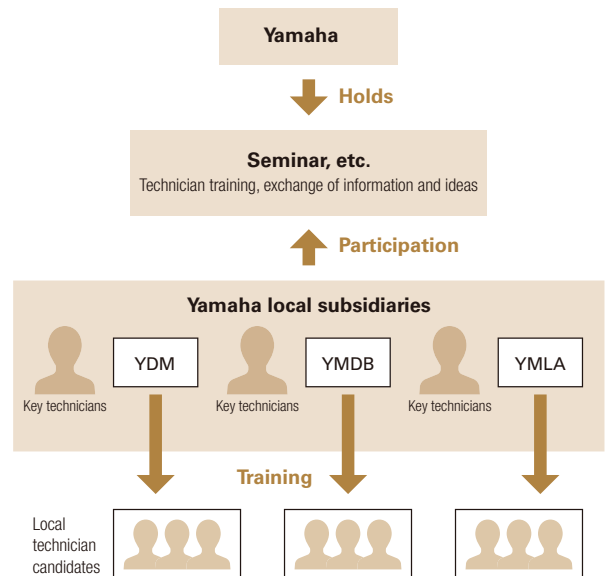 Yamaha
Holds
Seminar, etc.
Technician training, exchange of information and ideas
Participation
Yamaha local subsidiaries
YDM
YMDB
YMLA
Key technicians
Key technicians
Key technicians
Training
Local
technician
candidates